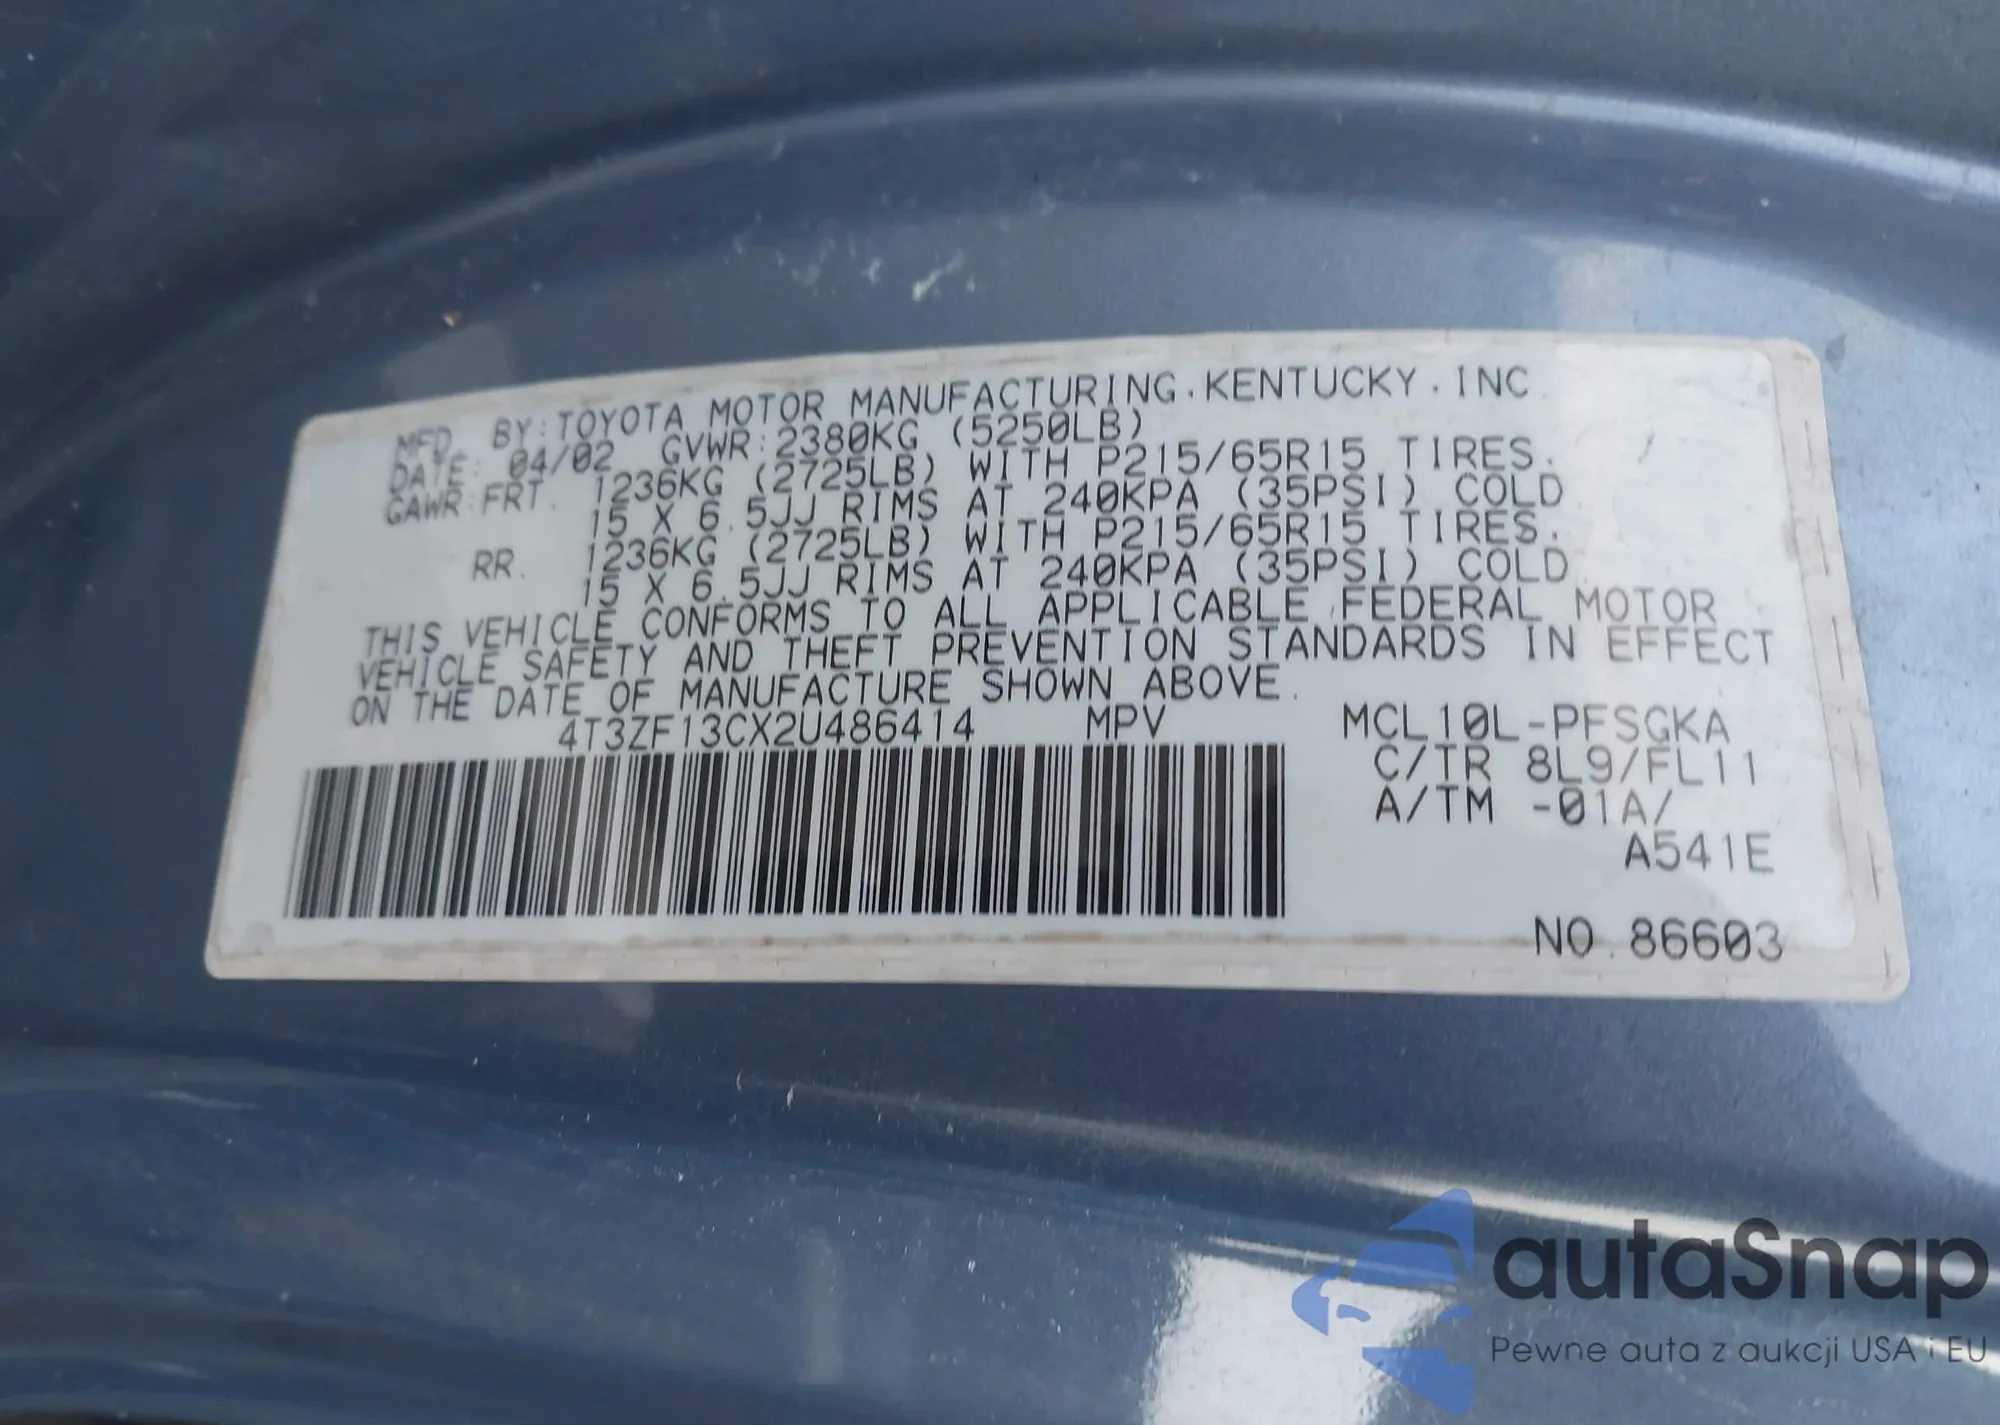 MFD. BY:TOYOTA MOTOR MANUFACTURING.KENTUCKY.INC
DATE: 04/02 GVWR:2380KG (5250LB)
GAWR:FRT. 1236KG (2725LB) WITH P215/65R15 TIRES.
15 X 6.5JJ RIMS AT 240KPA (35PSI) COLD
RR. 1236KG (2725LB) WITH P215/65R15 TIRES.
15 X 6.5JJ RIMS AT 240KPA (35PSI) COLD
THIS VEHICLE CONFORMS TO ALL APPLICABLE FEDERAL MOTOR
VEHICLE SAFETY AND THEFT PREVENTION STANDARDS IN EFFECT
ON THE DATE OF MANUFACTURE SHOWN ABOVE.
4T3ZF13CX2U486414 MPV MCL10L-PFSGKA
C/TR 8L9/FL11
A/TM -01A/
A541E
NO.86603
autaSnap
Pewne auta z aukcji USA i EU